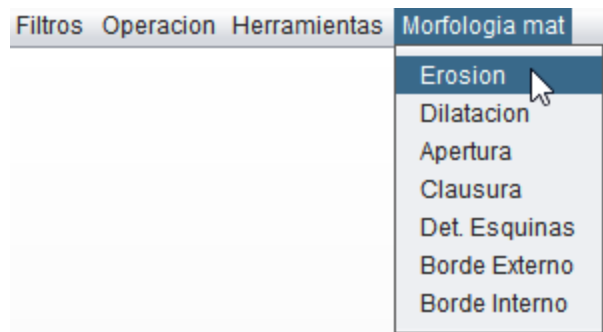 Filtros Operacion Herramientas Morfologia mat
Erosion
Dilatacion
Apertura
Clausura
Det. Esquinas
Borde Externo
Borde Interno